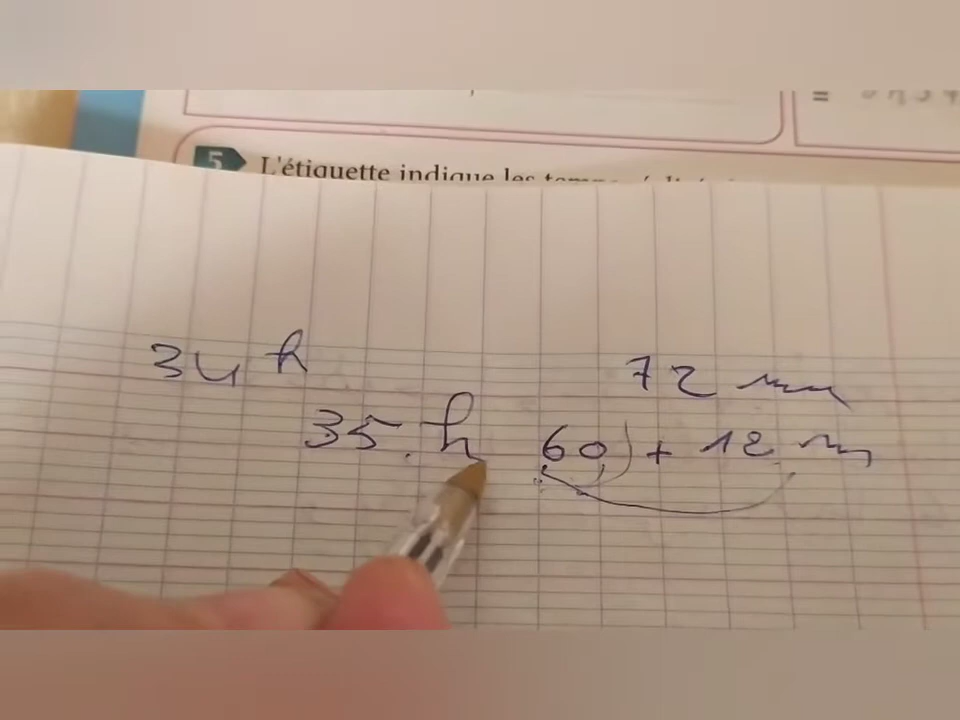 5 L'étiquette indique les
34 h 72 mn
35. h 60) + 12 mn